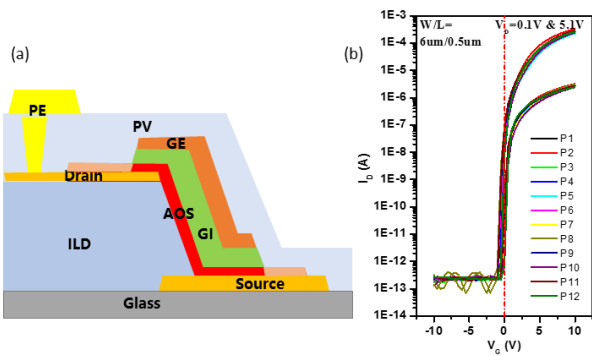 (a)
PE
PV
GE
Drain
AOS
GI
ILD
Source
Glass
(b)
W/L=
6um/0.5um
V_D=0.1V & 5.1V
1E-3
1E-4
1E-5
1E-6
1E-7
1E-8
1E-9
1E-10
1E-11
1E-12
1E-13
1E-14
I_D (A)
P1
P2
P3
P4
P5
P6
P7
P8
P9
P10
P11
P12
-10 -5 0 5 10
V_G (V)